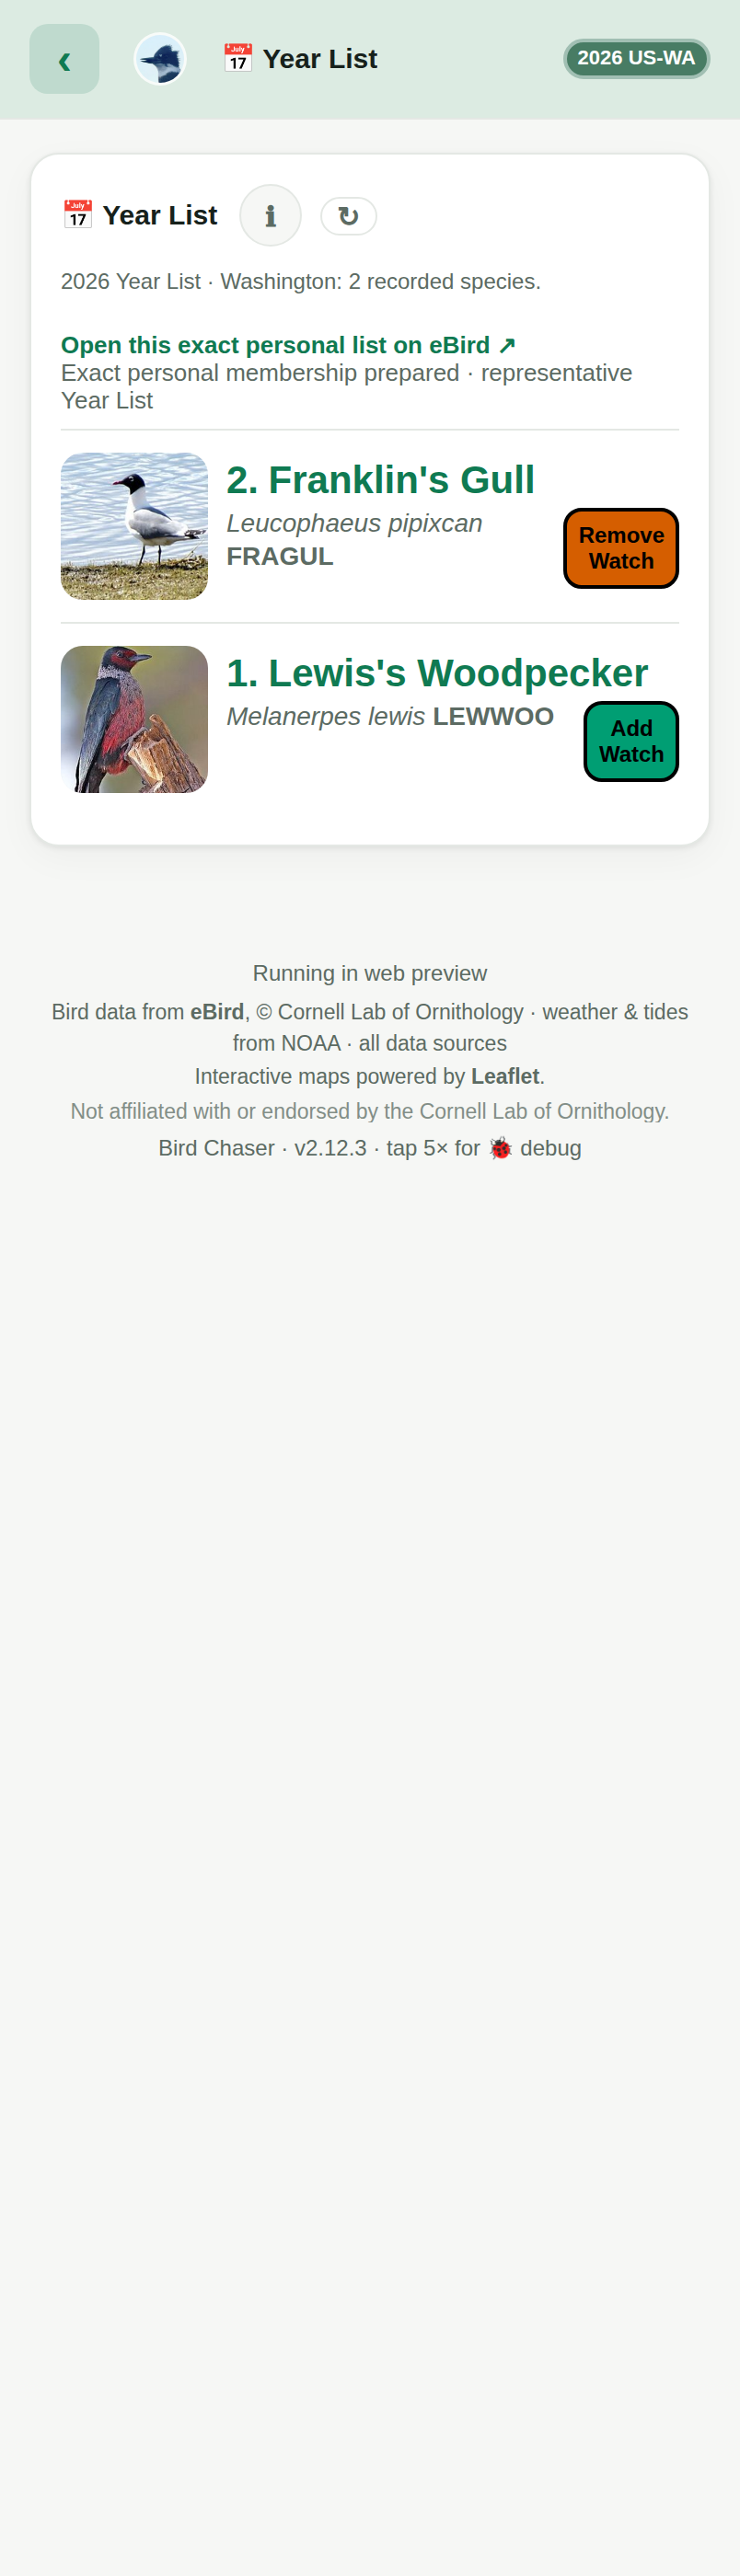 ‹ 📅 Year List 2026 US-WA
📅 Year List ℹ ↻
2026 Year List · Washington: 2 recorded species.
Open this exact personal list on eBird ↗
Exact personal membership prepared · representative
Year List
2. Franklin's Gull
Leucophaeus pipixcan
FRAGUL
Remove
Watch
1. Lewis's Woodpecker
Melanerpes lewis LEWWOO
Add
Watch
Running in web preview
Bird data from eBird, © Cornell Lab of Ornithology · weather & tides
from NOAA · all data sources
Interactive maps powered by Leaflet.
Not affiliated with or endorsed by the Cornell Lab of Ornithology.
Bird Chaser · v2.12.3 · tap 5× for 🐞 debug